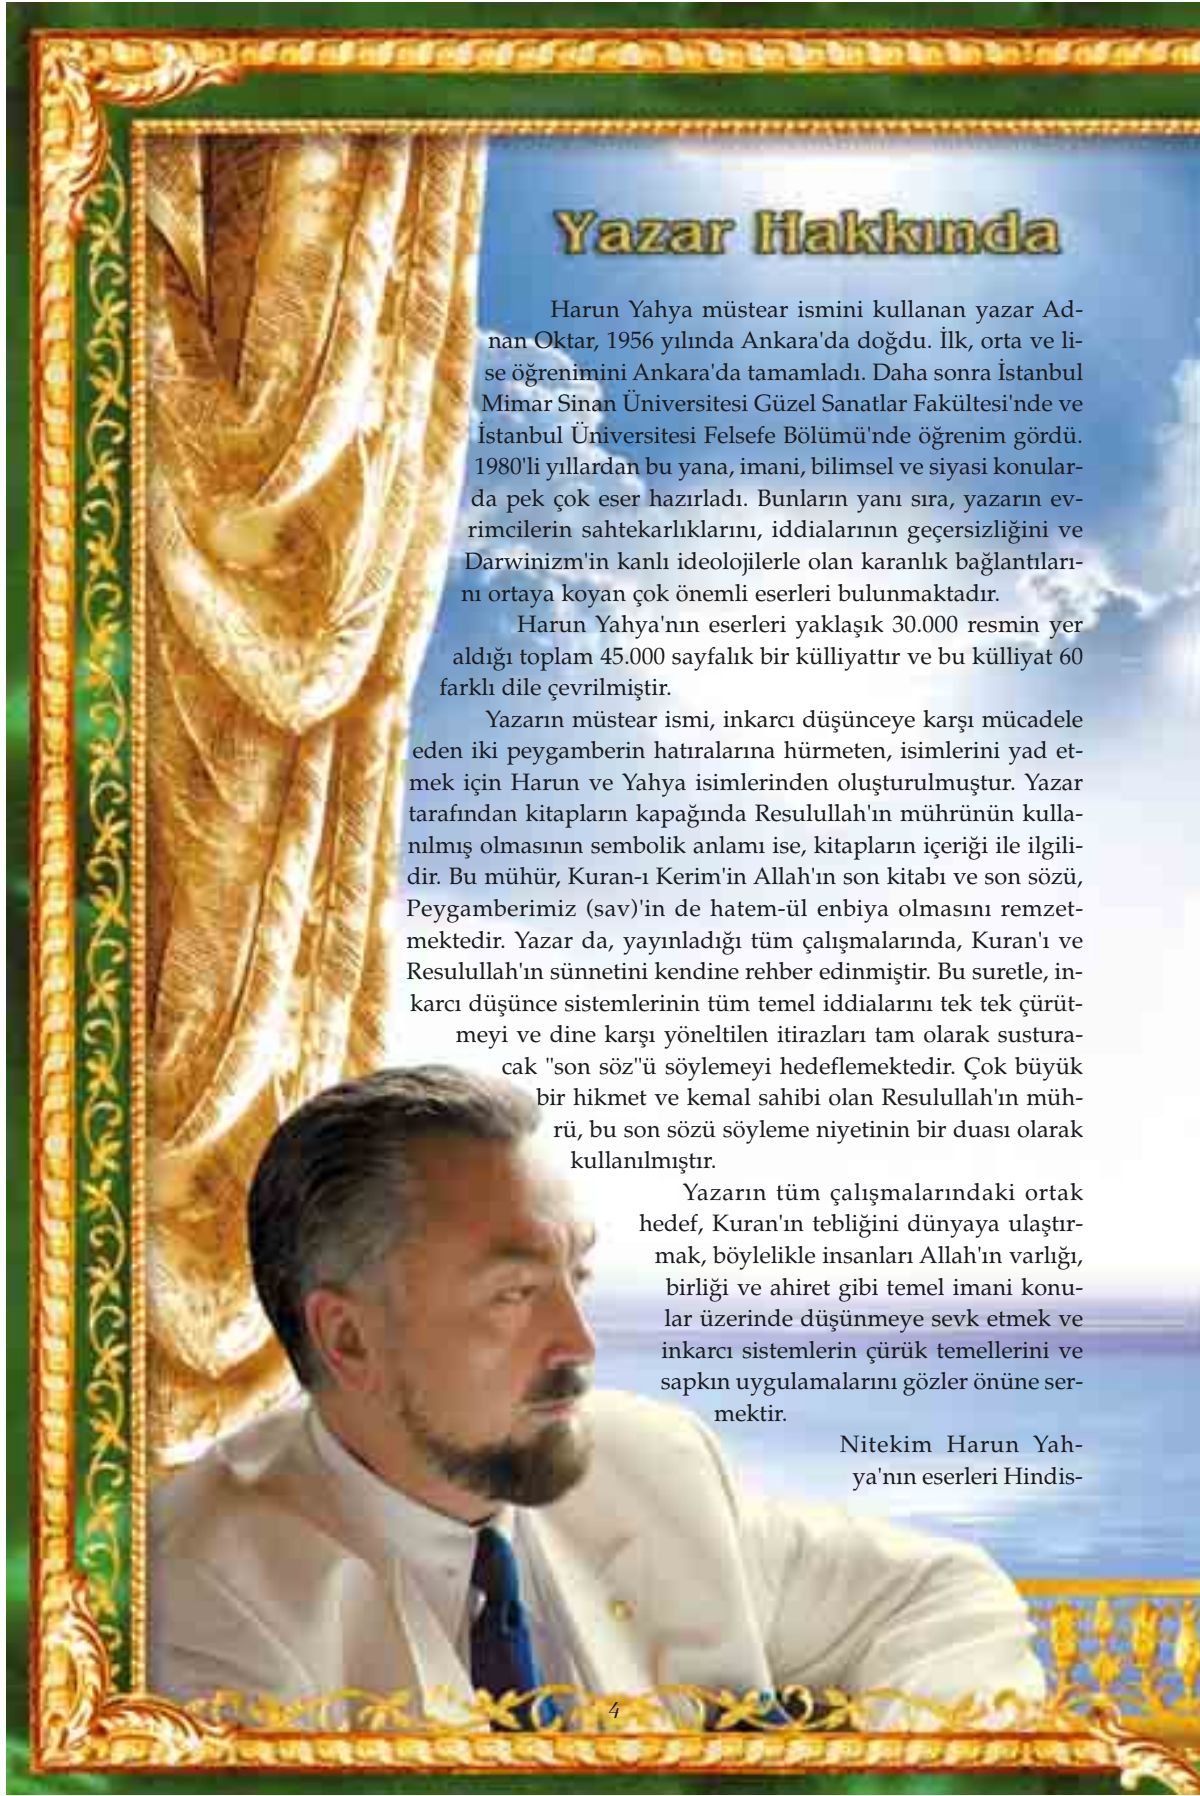 Yazar Hakkında
Harun Yahya müstear ismini kullanan yazar Ad-
nan Oktar, 1956 yılında Ankara'da doğdu. İlk, orta ve li-
se öğrenimini Ankara'da tamamladı. Daha sonra İstanbul
Mimar Sinan Üniversitesi Güzel Sanatlar Fakültesi'nde ve
İstanbul Üniversitesi Felsefe Bölümü'nde öğrenim gördü.
1980'li yıllardan bu yana, imani, bilimsel ve siyasi konular-
da pek çok eser hazırladı. Bunların yanı sıra, yazarın ev-
rimcilerin sahtekarlıklarını, iddialarının geçersizliğini ve
Darwinizm'in kanlı ideolojilerle olan karanlık bağlantıları-
nı ortaya koyan çok önemli eserleri bulunmaktadır.
Harun Yahya'nın eserleri yaklaşık 30.000 resmin yer
aldığı toplam 45.000 sayfalık bir külliyattır ve bu külliyat 60
farklı dile çevrilmiştir.
Yazarın müstear ismi, inkarcı düşünceye karşı mücadele
eden iki peygamberin hatıralarına hürmeten, isimlerini yad et-
mek için Harun ve Yahya isimlerinden oluşturulmuştur. Yazar
tarafından kitapların kapağında Resulullah'ın mührünün kulla-
nılmış olmasının sembolik anlamı ise, kitapların içeriği ile ilgili-
dir. Bu mühür, Kuran-ı Kerim'in Allah'ın son kitabı ve son sözü,
Peygamberimiz (sav)'in de hatem-ül enbiya olmasını remzet-
mektedir. Yazar da, yayınladığı tüm çalışmalarında, Kuran'ı ve
Resulullah'ın sünnetini kendine rehber edinmiştir. Bu suretle, in-
karcı düşünce sistemlerinin tüm temel iddialarını tek tek çürüt-
meyi ve dine karşı yöneltilen itirazları tam olarak sustura-
cak "son söz"ü söylemeyi hedeflemektedir. Çok büyük
bir hikmet ve kemal sahibi olan Resulullah'ın müh-
rü, bu son sözü söyleme niyetinin bir duası olarak
kullanılmıştır.
Yazarın tüm çalışmalarındaki ortak
hedef, Kuran'ın tebliğini dünyaya ulaştır-
mak, böylelikle insanları Allah'ın varlığı,
birliği ve ahiret gibi temel imani konu-
lar üzerinde düşünmeye sevk etmek ve
inkarcı sistemlerin çürük temellerini ve
sapkın uygulamalarını gözler önüne ser-
mektir.
Nitekim Harun Yah-
ya'nın eserleri Hindis-
4